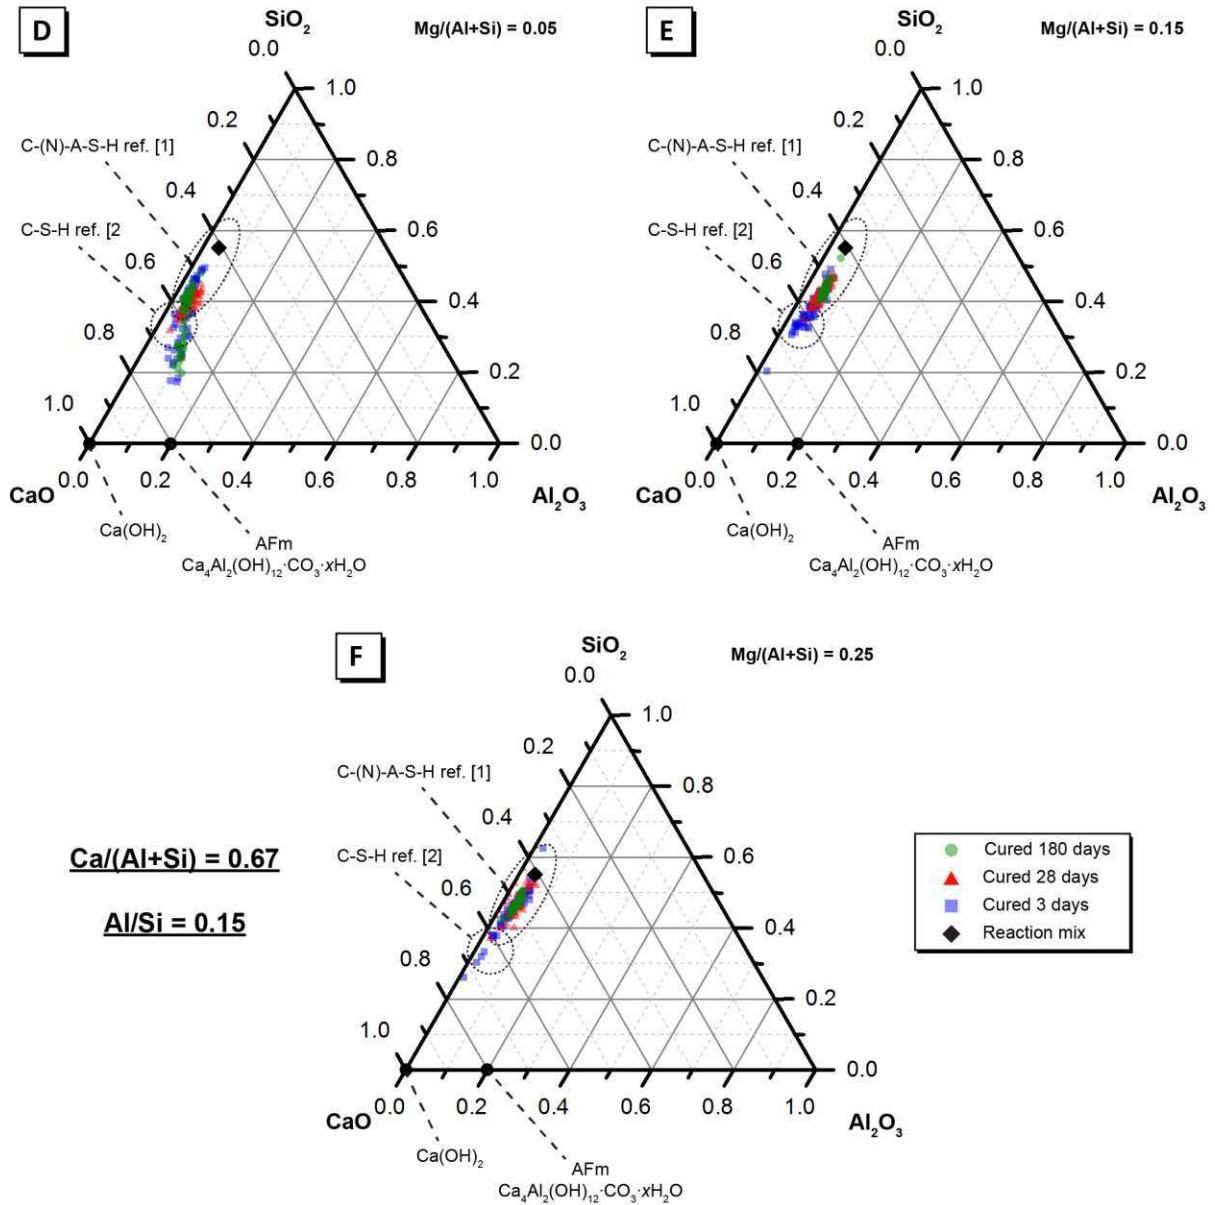 D
SiO2
Mg/(Al+Si) = 0.05
0.0
1.0
0.2
C-(N)-A-S-H ref. [1]
0.8
0.4
C-S-H ref. [2
0.6
0.6
0.4
0.8
0.2
1.0
0.0
0.0 0.2 0.4 0.6 0.8 1.0
CaO
Al2O3
Ca(OH)2
AFm
Ca4Al2(OH)12·CO3·xH2O
E
SiO2
Mg/(Al+Si) = 0.15
0.0
1.0
0.2
C-(N)-A-S-H ref. [1]
0.8
0.4
C-S-H ref. [2]
0.6
0.6
0.4
0.8
0.2
1.0
0.0
0.0 0.2 0.4 0.6 0.8 1.0
CaO
Al2O3
Ca(OH)2
AFm
Ca4Al2(OH)12·CO3·xH2O
F
SiO2
Mg/(Al+Si) = 0.25
0.0
1.0
0.2
C-(N)-A-S-H ref. [1]
0.8
0.4
C-S-H ref. [2]
0.6
0.6
0.4
0.8
0.2
1.0
0.0
0.0 0.2 0.4 0.6 0.8 1.0
CaO
Al2O3
Ca(OH)2
AFm
Ca4Al2(OH)12·CO3·xH2O
Ca/(Al+Si) = 0.67
Al/Si = 0.15
Cured 180 days
Cured 28 days
Cured 3 days
Reaction mix